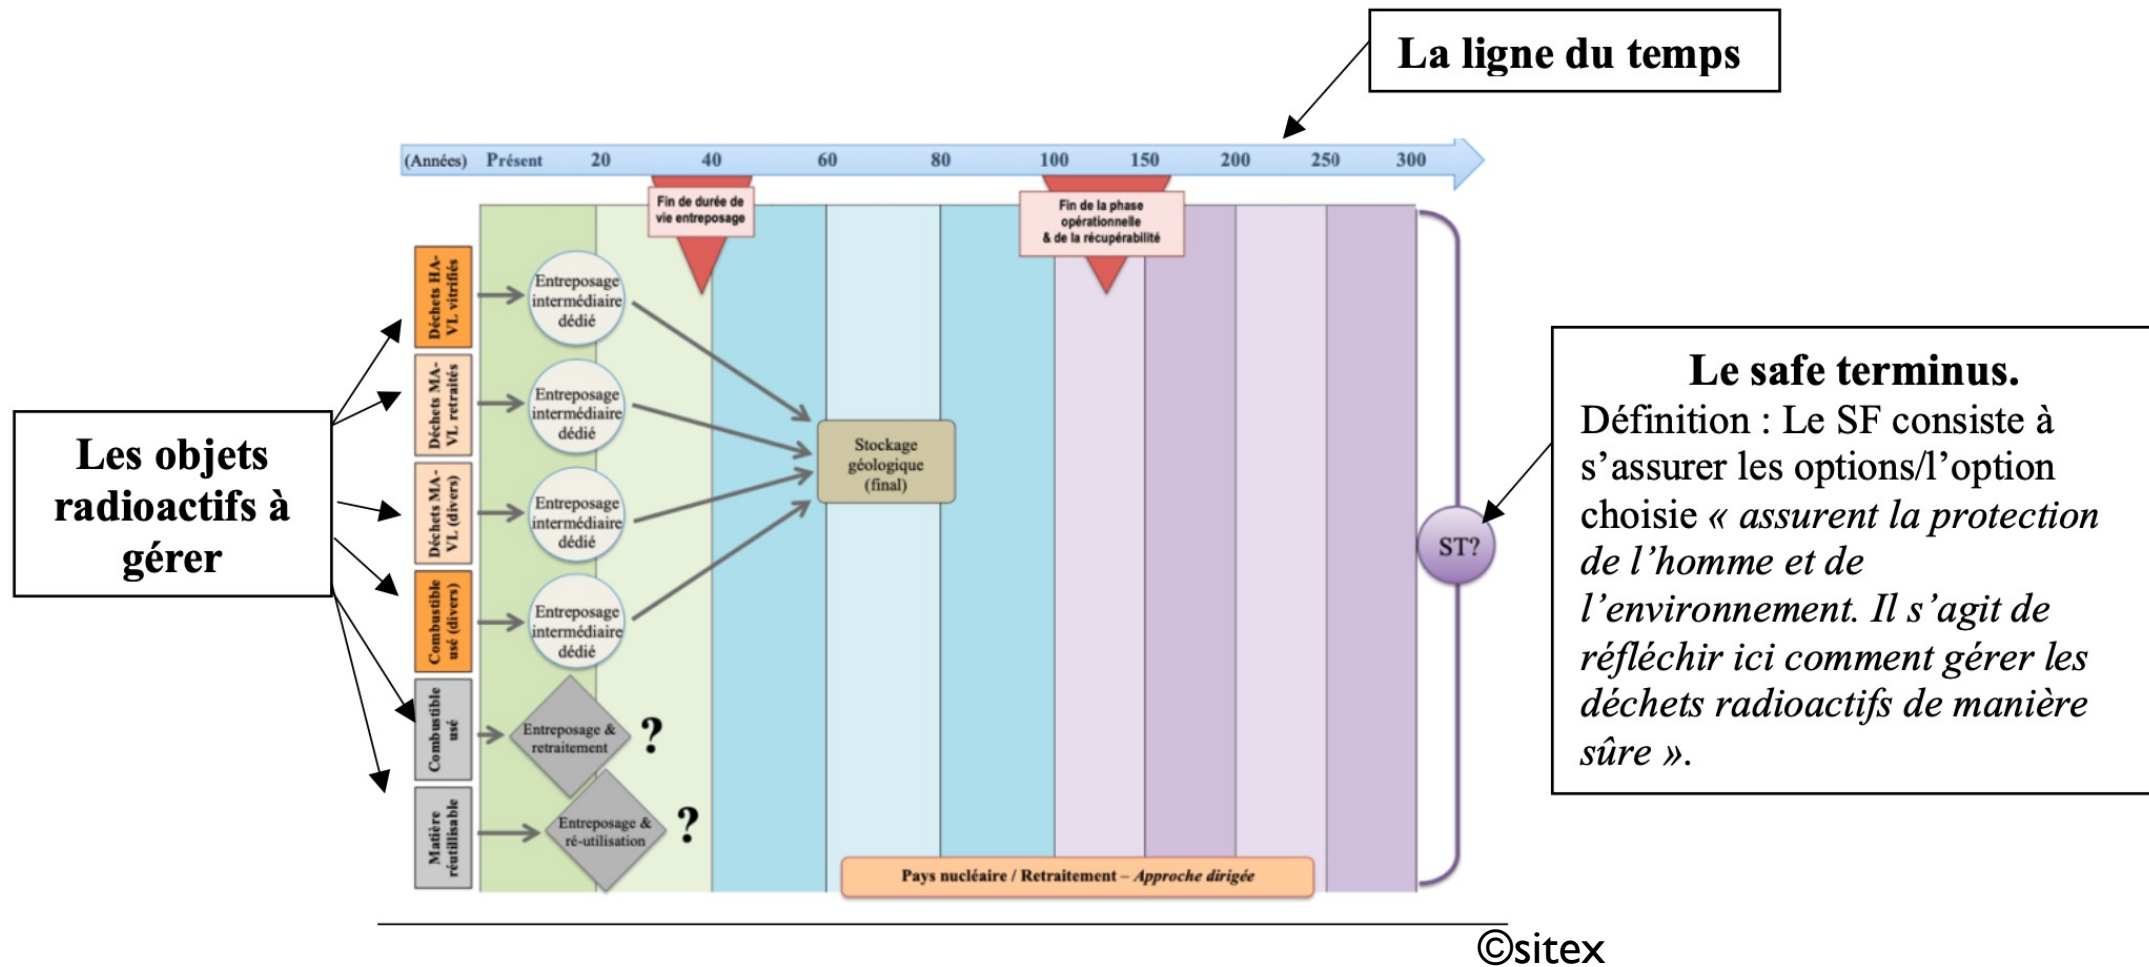 La ligne du temps
(Années) Présent 20 40 60 80 100 150 200 250 300
Fin de durée de
vie entreposage
Fin de la phase
opérationnelle
& de la récupérabilité
Les objets
radioactifs à
gérer
Déchets HA-
VL vitrifiés
Entreposage
intermédiaire
dédié
Déchets MA-
VL retraités
Entreposage
intermédiaire
dédié
Déchets MA-
VL (divers)
Entreposage
intermédiaire
dédié
Combustible
usé (divers)
Entreposage
intermédiaire
dédié
Combustible
usé
Entreposage &
retraitement
?
Matière
réutillisable
Entreposage &
ré-utilisation
?
Stockage
géologique
(final)
Pays nucléaire / Retraitement – Approche dirigée
ST?
Le safe terminus.
Définition : Le SF consiste à
s’assurer les options/l’option
choisie « assurent la protection
de l’homme et de
l’environnement. Il s’agit de
réfléchir ici comment gérer les
déchets radioactifs de manière
sûre ».
©sitex